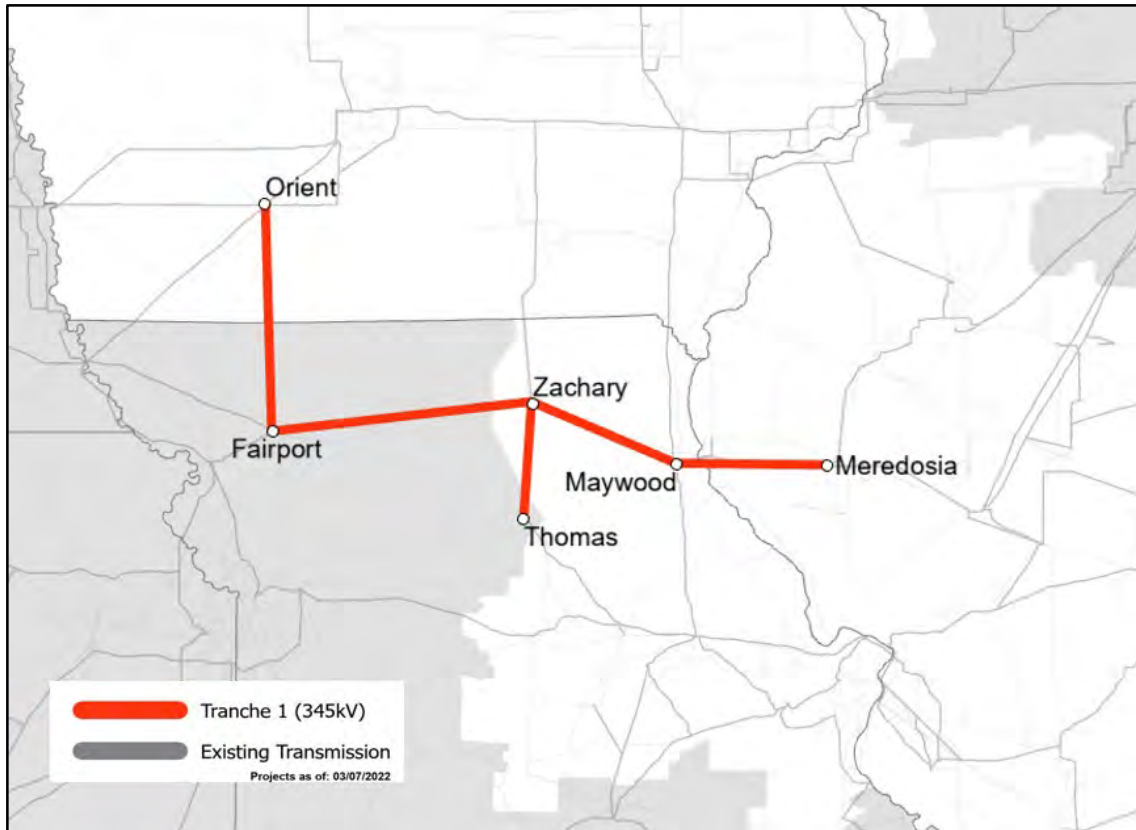 Orient
Zachary
Fairport
Maywood
Meredosia
Thomas
Tranche 1 (345kV)
Existing Transmission
Projects as of: 03/07/2022